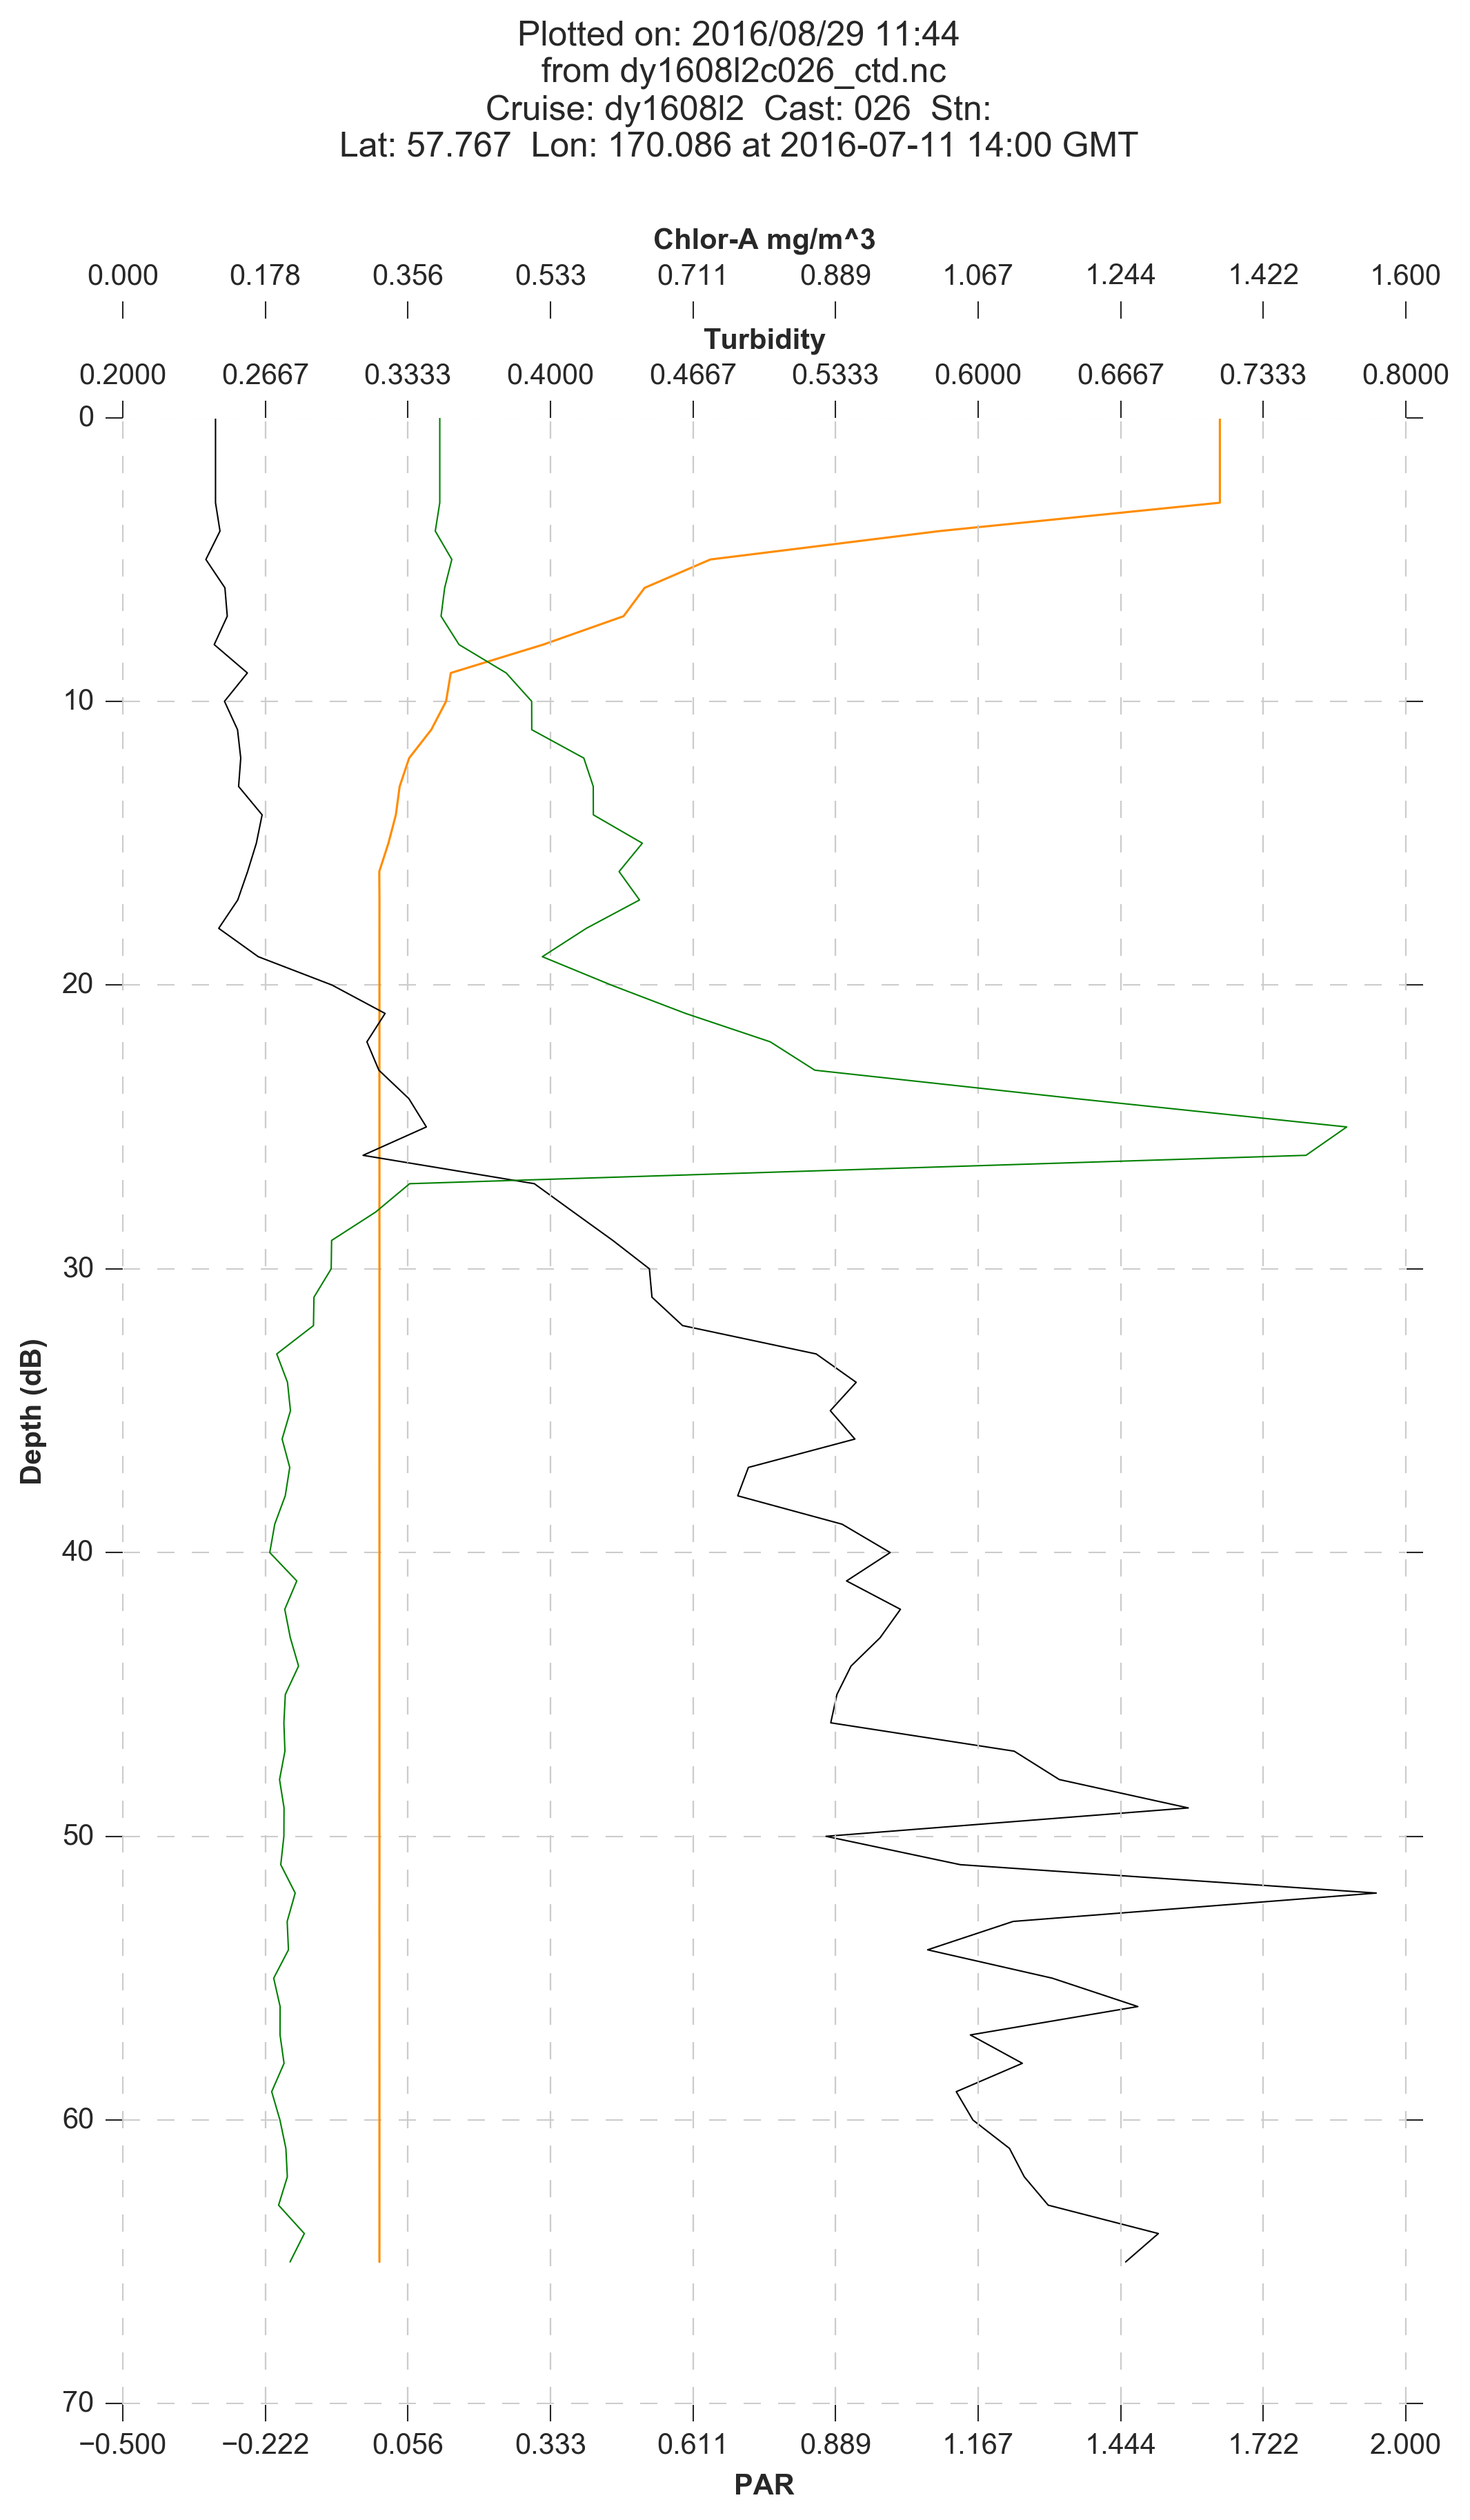 Plotted on: 2016/08/29 11:44
from dy1608l2c026_ctd.nc
Cruise: dy1608l2 Cast: 026 Stn:
Lat: 57.767 Lon: 170.086 at 2016-07-11 14:00 GMT
Chlor-A mg/m^3
0.000 0.178 0.356 0.533 0.711 0.889 1.067 1.244 1.422 1.600
Turbidity
0.2000 0.2667 0.3333 0.4000 0.4667 0.5333 0.6000 0.6667 0.7333 0.8000
0
10
20
30
Depth (dB)
40
50
60
70
−0.500 −0.222 0.056 0.333 0.611 0.889 1.167 1.444 1.722 2.000
PAR